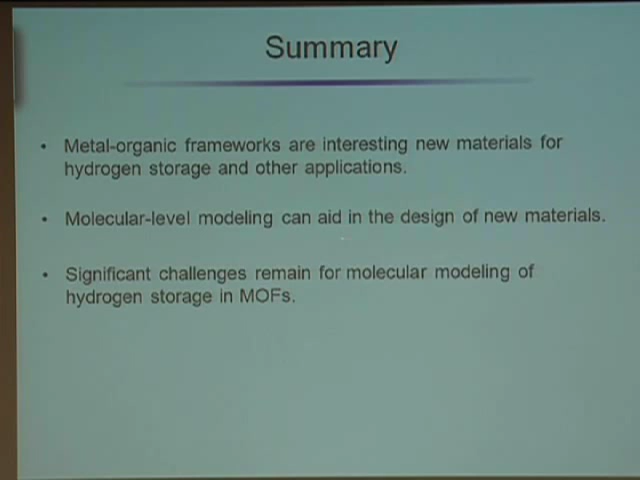 Summary
• Metal-organic frameworks are interesting new materials for
hydrogen storage and other applications.
• Molecular-level modeling can aid in the design of new materials.
• Significant challenges remain for molecular modeling of
hydrogen storage in MOFs.